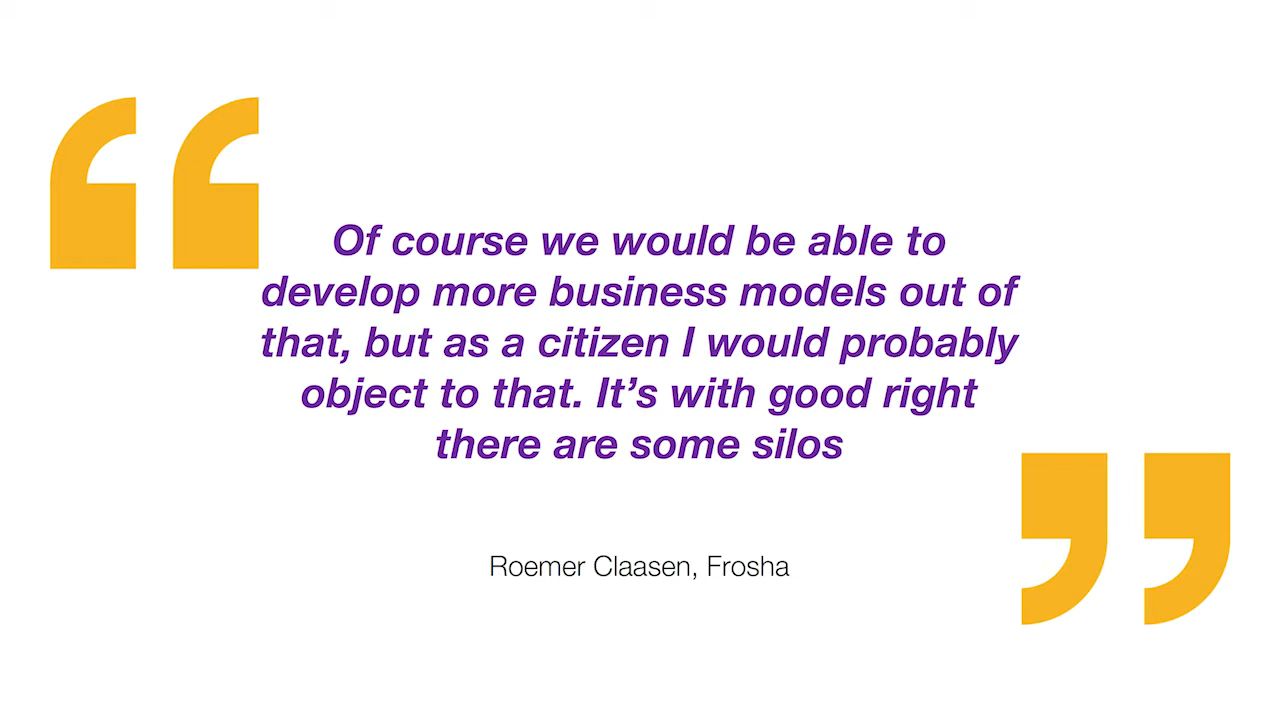 Of course we would be able to
develop more business models out of
that, but as a citizen I would probably
object to that. It’s with good right
there are some silos
Roemer Claasen, Frosha